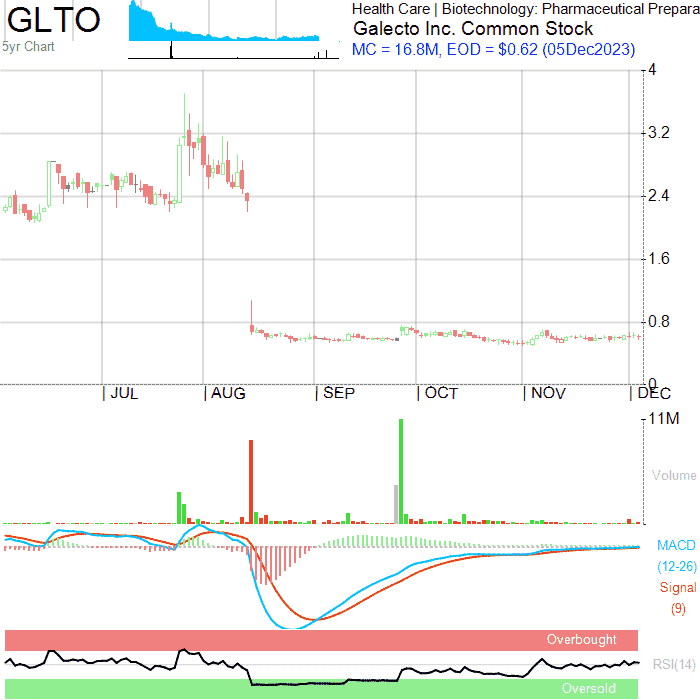 GLTO
5yr Chart
Health Care | Biotechnology: Pharmaceutical Prepara
Galecto Inc. Common Stock
MC = 16.8M, EOD = $0.62 (05Dec2023)
4
3.2
2.4
1.6
0.8
0
JUL AUG SEP OCT NOV DEC
11M
Volume
MACD
(12-26)
Signal
(9)
Overbought
RSI(14)
Oversold